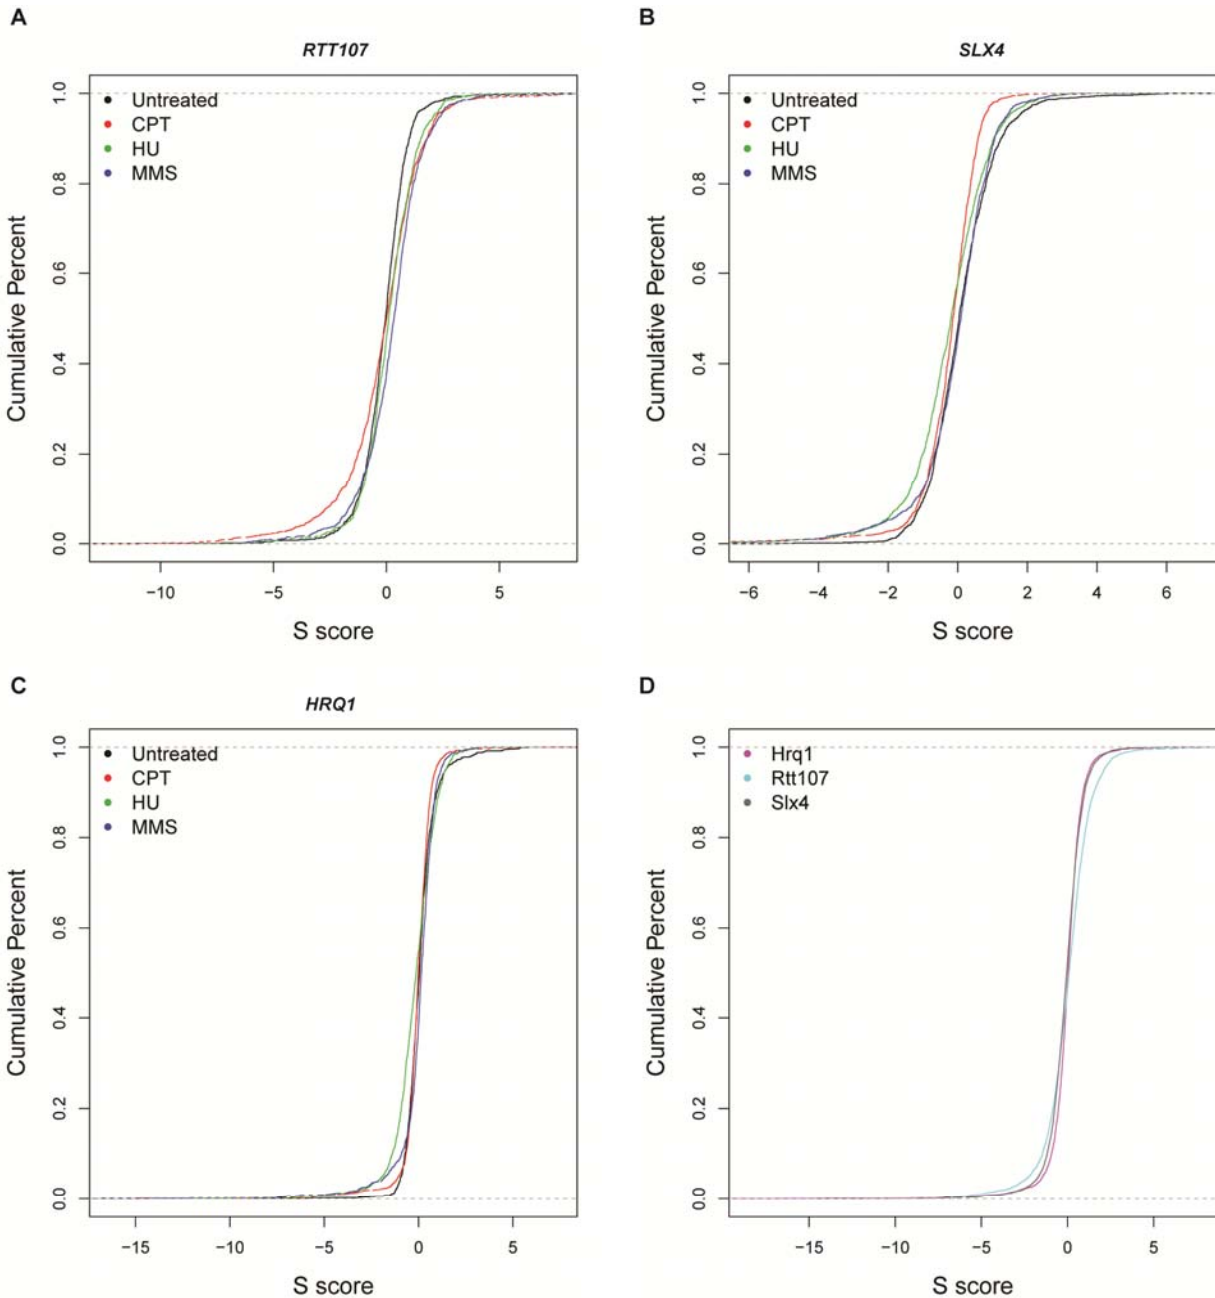 A
RTT107
Untreated
CPT
HU
MMS
Cumulative Percent
0.0 0.2 0.4 0.6 0.8 1.0
−10 −5 0 5
S score
B
SLX4
Untreated
CPT
HU
MMS
Cumulative Percent
0.0 0.2 0.4 0.6 0.8 1.0
−6 −4 −2 0 2 4 6
S score
C
HRQ1
Untreated
CPT
HU
MMS
Cumulative Percent
0.0 0.2 0.4 0.6 0.8 1.0
−15 −10 −5 0 5
S score
D
Hrq1
Rtt107
Slx4
Cumulative Percent
0.0 0.2 0.4 0.6 0.8 1.0
−15 −10 −5 0 5
S score